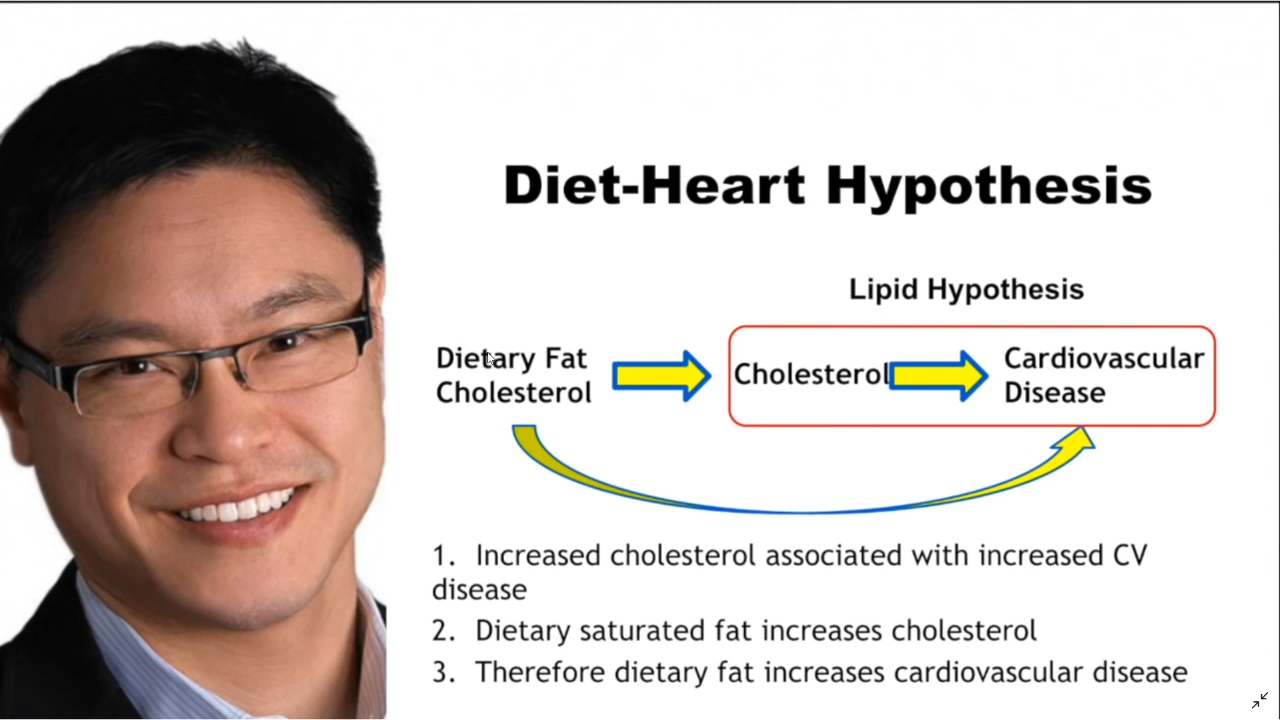 Diet-Heart Hypothesis
Lipid Hypothesis
Dietary Fat
Cholesterol
Cholesterol
Cardiovascular
Disease
1. Increased cholesterol associated with increased CV
disease
2. Dietary saturated fat increases cholesterol
3. Therefore dietary fat increases cardiovascular disease